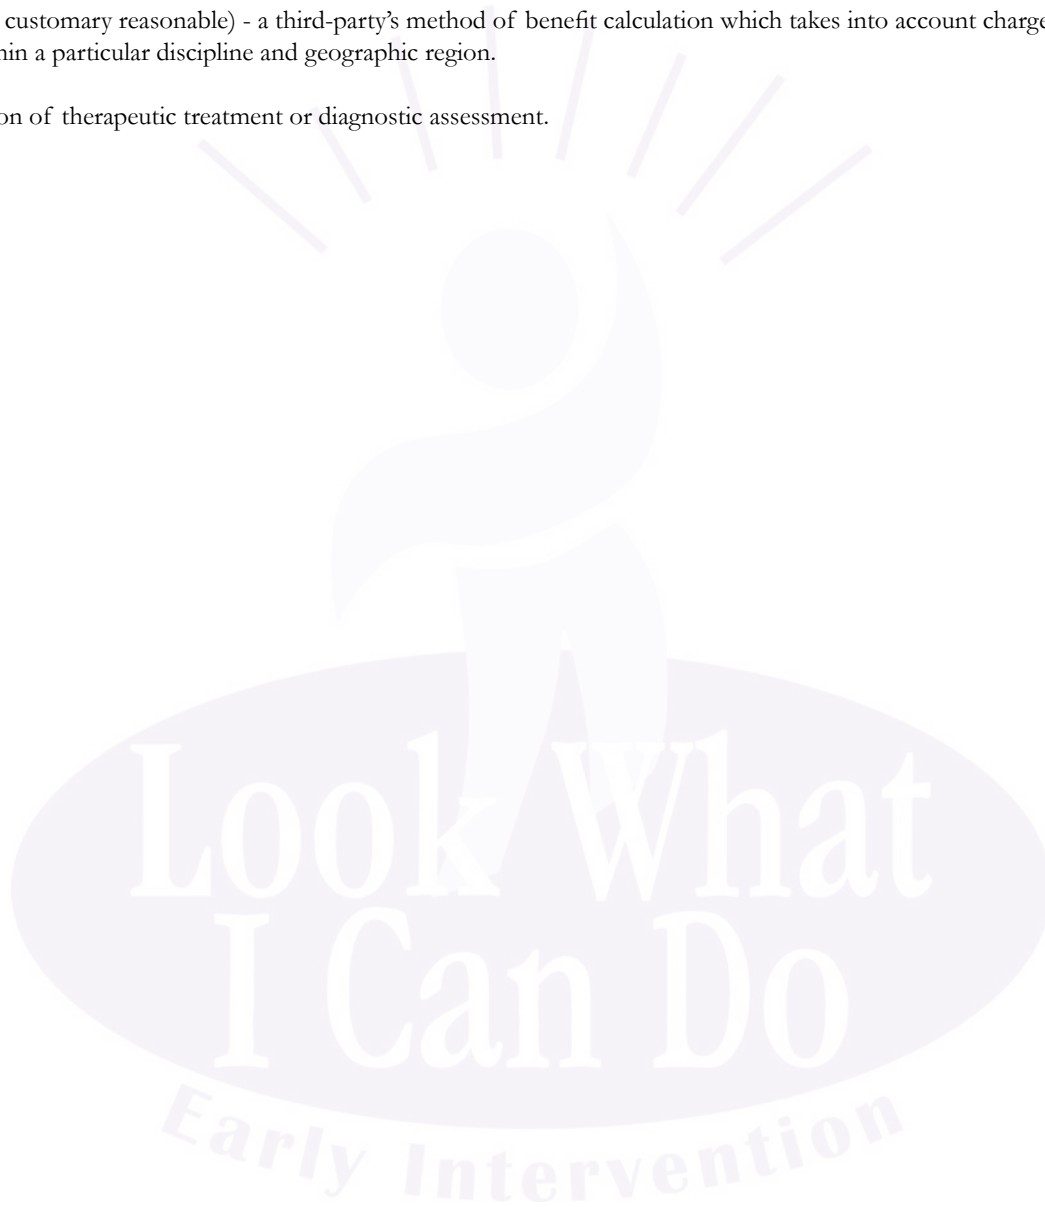 customary reasonable) - a third-party’s method of benefit calculation which takes into account charge
hin a particular discipline and geographic region.
on of therapeutic treatment or diagnostic assessment.
Look What
I Can Do
Early Intervention